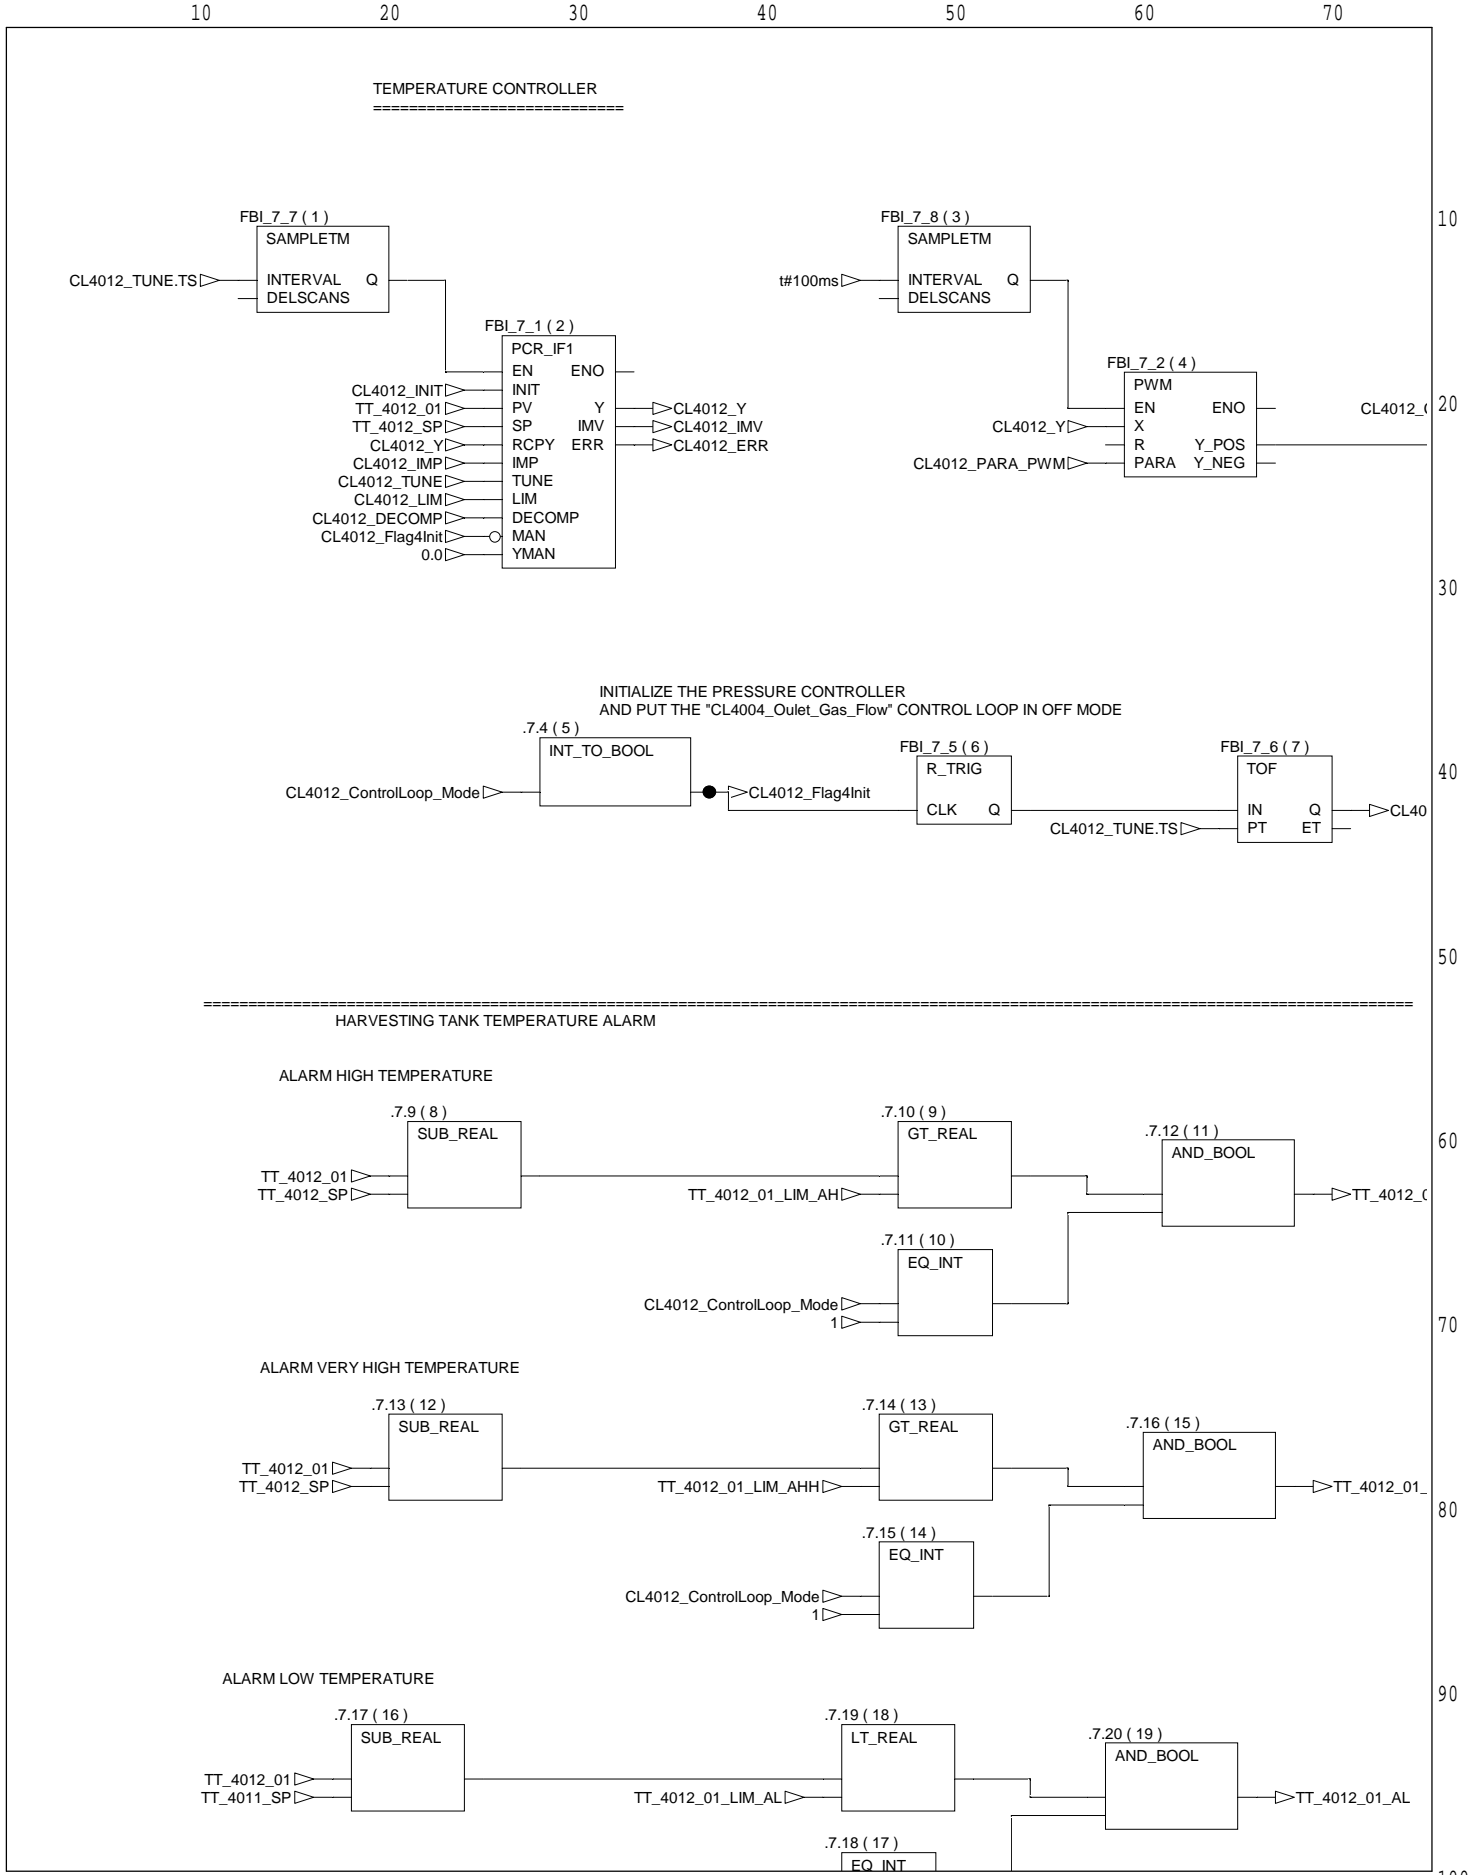 10 20 30 40 50 60 70
TEMPERATURE CONTROLLER
============================
FBI_7_7 ( 1 )
SAMPLETM
CL4012_TUNE.TS
INTERVAL Q
DELSCANS
FBI_7_8 ( 3 )
SAMPLETM
t#100ms
INTERVAL Q
DELSCANS
10
FBI_7_1 ( 2 )
PCR_IF1
EN ENO
CL4012_INIT INIT
TT_4012_01 PV Y CL4012_Y
TT_4012_SP SP IMV CL4012_IMV
CL4012_Y RCPY ERR CL4012_ERR
CL4012_IMP IMP
CL4012_TUNE TUNE
CL4012_LIM LIM
CL4012_DECOMP DECOMP
CL4012_Flag4Init MAN
0.0 YMAN
FBI_7_2 ( 4 )
PWM
EN ENO
CL4012_Y X
R Y_POS
CL4012_PARA_PWM PARA Y_NEG
CL4012_
20
30
INITIALIZE THE PRESSURE CONTROLLER
AND PUT THE "CL4004_Oulet_Gas_Flow" CONTROL LOOP IN OFF MODE
.7.4 ( 5 )
INT_TO_BOOL
CL4012_ControlLoop_Mode
CL4012_Flag4Init
FBI_7_5 ( 6 )
R_TRIG
CLK Q
FBI_7_6 ( 7 )
TOF
IN Q
CL4012_TUNE.TS PT ET
CL40
40
50
==========================================================================================================================================
HARVESTING TANK TEMPERATURE ALARM
ALARM HIGH TEMPERATURE
.7.9 ( 8 )
SUB_REAL
TT_4012_01
TT_4012_SP
.7.10 ( 9 )
GT_REAL
TT_4012_01_LIM_AH
.7.12 ( 11 )
AND_BOOL
TT_4012_
60
.7.11 ( 10 )
EQ_INT
CL4012_ControlLoop_Mode
1
70
ALARM VERY HIGH TEMPERATURE
.7.13 ( 12 )
SUB_REAL
TT_4012_01
TT_4012_SP
.7.14 ( 13 )
GT_REAL
TT_4012_01_LIM_AHH
.7.16 ( 15 )
AND_BOOL
TT_4012_01_
80
.7.15 ( 14 )
EQ_INT
CL4012_ControlLoop_Mode
1
ALARM LOW TEMPERATURE
90
.7.17 ( 16 )
SUB_REAL
TT_4012_01
TT_4011_SP
.7.19 ( 18 )
LT_REAL
TT_4012_01_LIM_AL
.7.20 ( 19 )
AND_BOOL
TT_4012_01_AL
.7.18 ( 17 )
EQ_INT